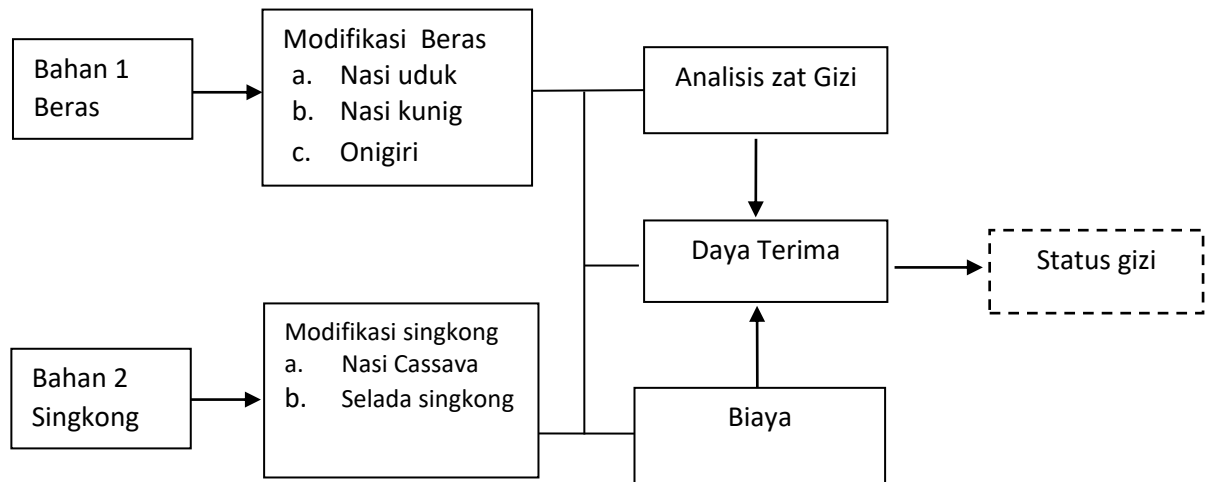 Bahan 1
Beras
Modifikasi Beras
a. Nasi uduk
b. Nasi kunig
c. Onigiri
Analisis zat Gizi
Daya Terima
Status gizi
Bahan 2
Singkong
Modifikasi singkong
a. Nasi Cassava
b. Selada singkong
Biaya